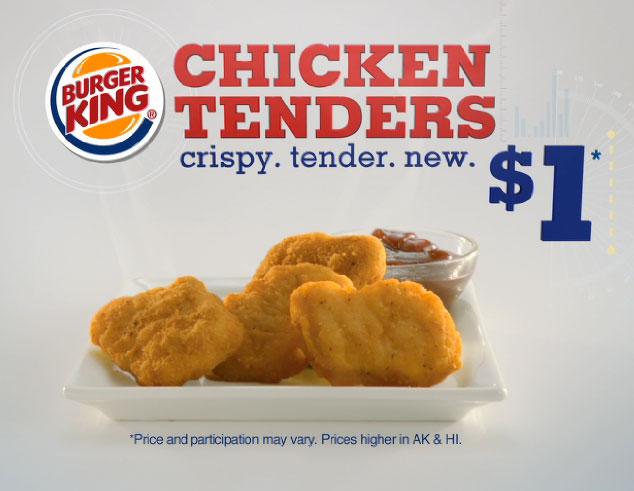 BURGER
KING®
CHICKEN
TENDERS
crispy. tender. new.
$1*
*Price and participation may vary. Prices higher in AK & HI.